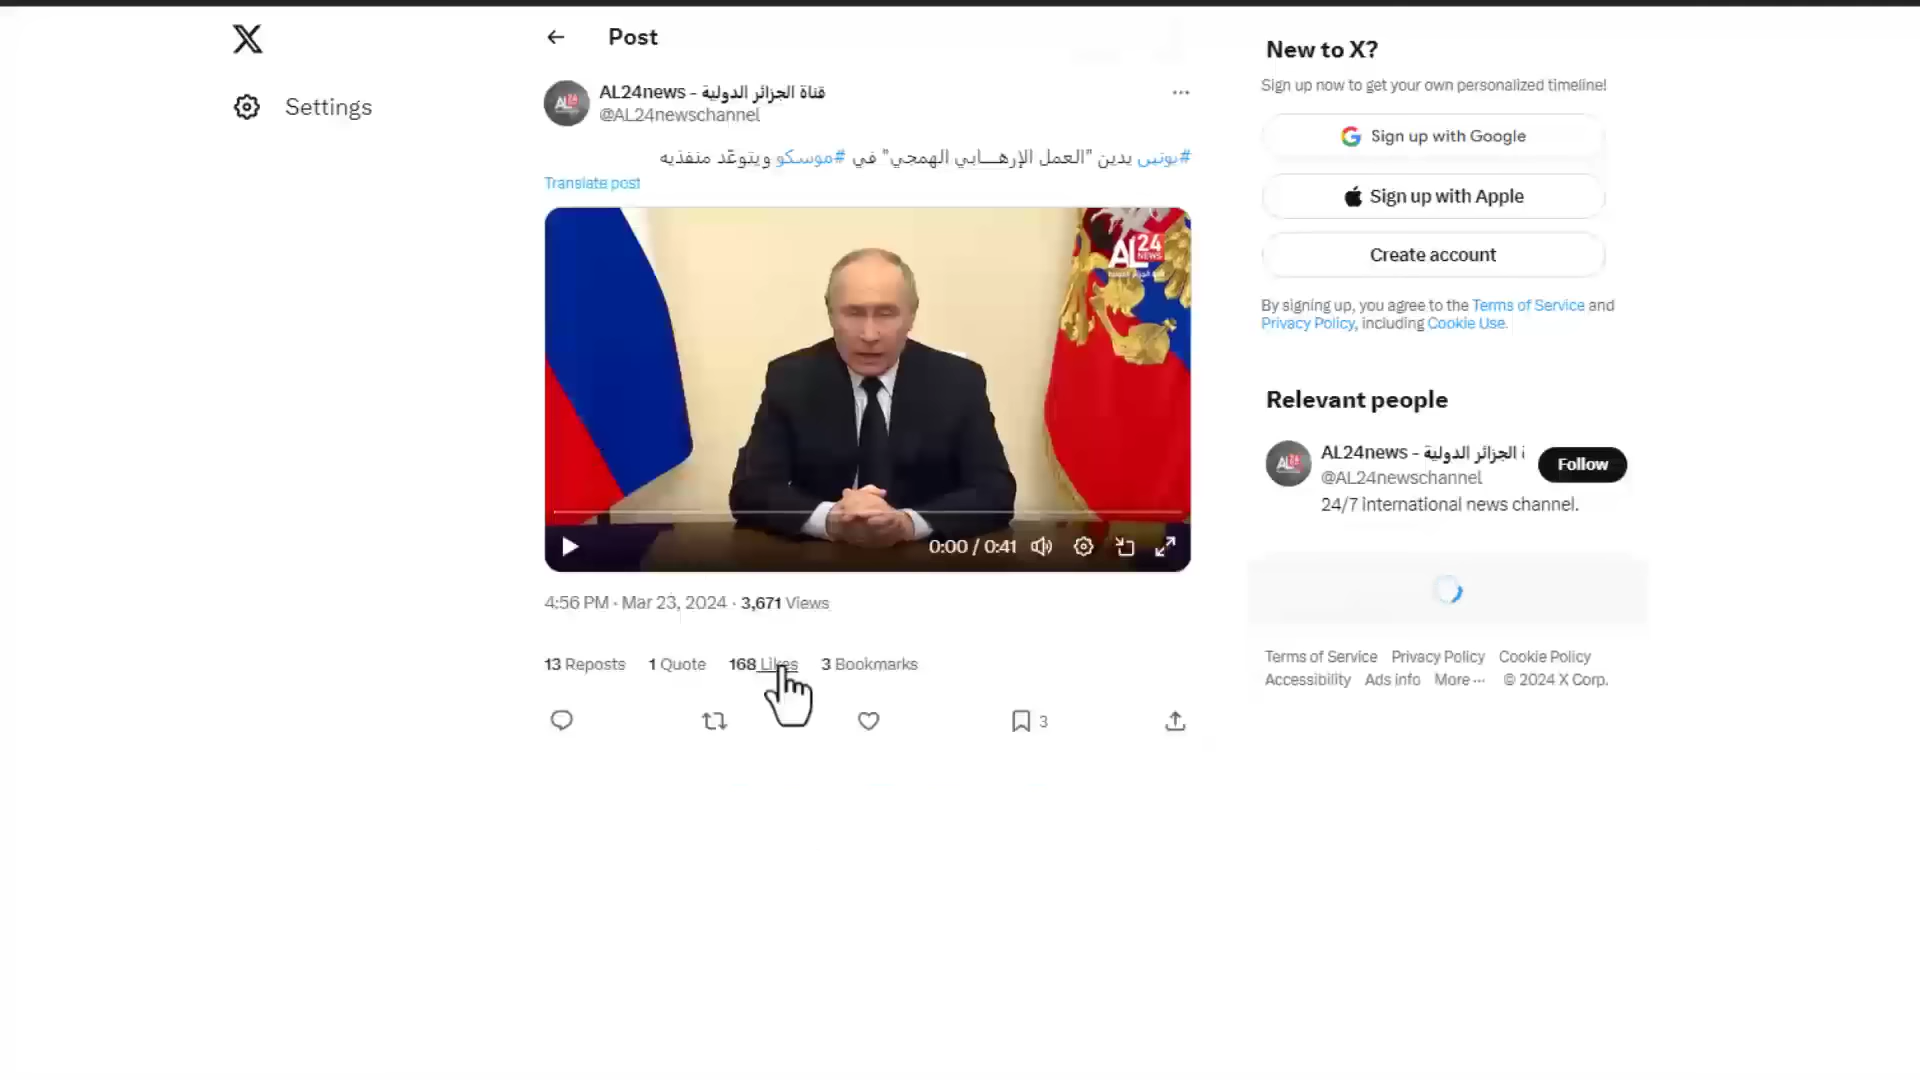 Post
Settings
AL24news - قناة الجزائر الدولية
@AL24newschannel
#بوتين يدين "العمل الإرهـــابي الهمجي" في #موسكو ويتوعّد منفذيه
Translate post
AL24 NEWS
0:00 / 0:41
4:56 PM · Mar 23, 2024 · 3,671 Views
13 Reposts 1 Quote 168 Likes 3 Bookmarks
3
New to X?
Sign up now to get your own personalized timeline!
Sign up with Google
Sign up with Apple
Create account
By signing up, you agree to the Terms of Service and
Privacy Policy, including Cookie Use.
Relevant people
AL24news - الجزائر الدولية
@AL24newschannel
Follow
24/7 international news channel.
Terms of Service Privacy Policy Cookie Policy
Accessibility Ads info More ··· © 2024 X Corp.